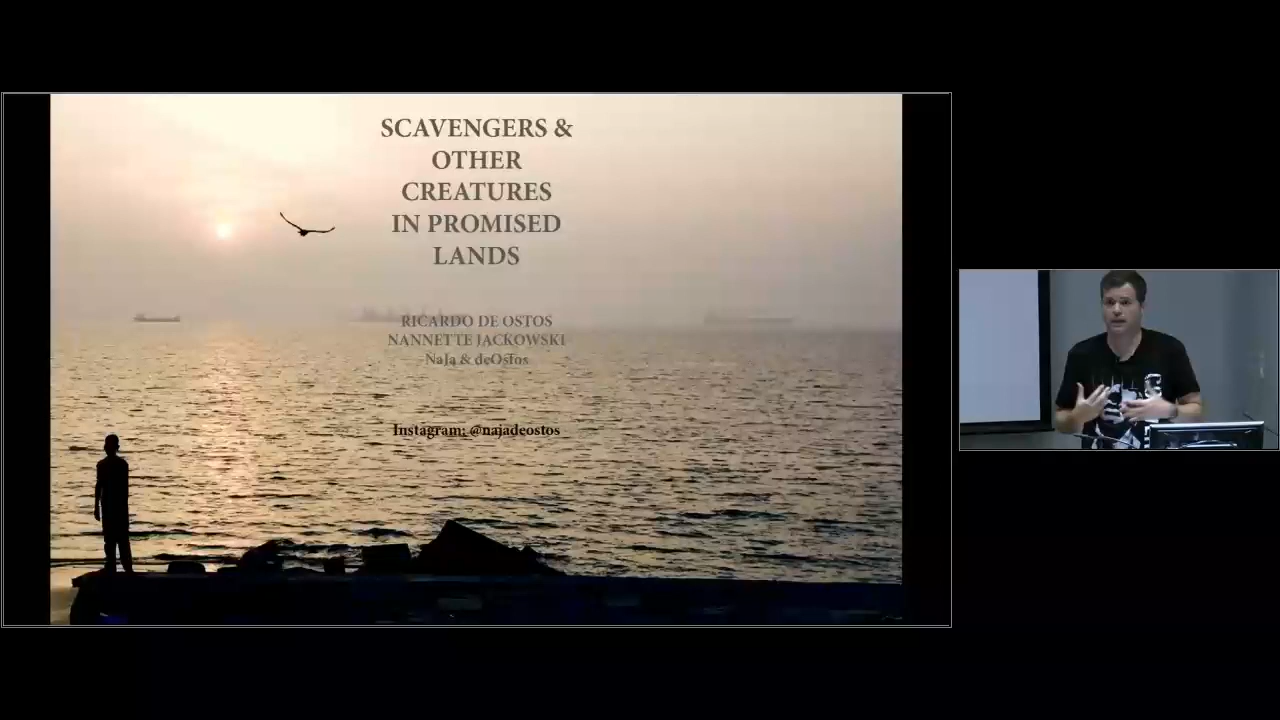 SCAVENGERS &
OTHER
CREATURES
IN PROMISED
LANDS
RICARDO DE OSTOS
NANNETTE JACKOWSKI
NaJa & deOsTos
Instagram: @najadeostos